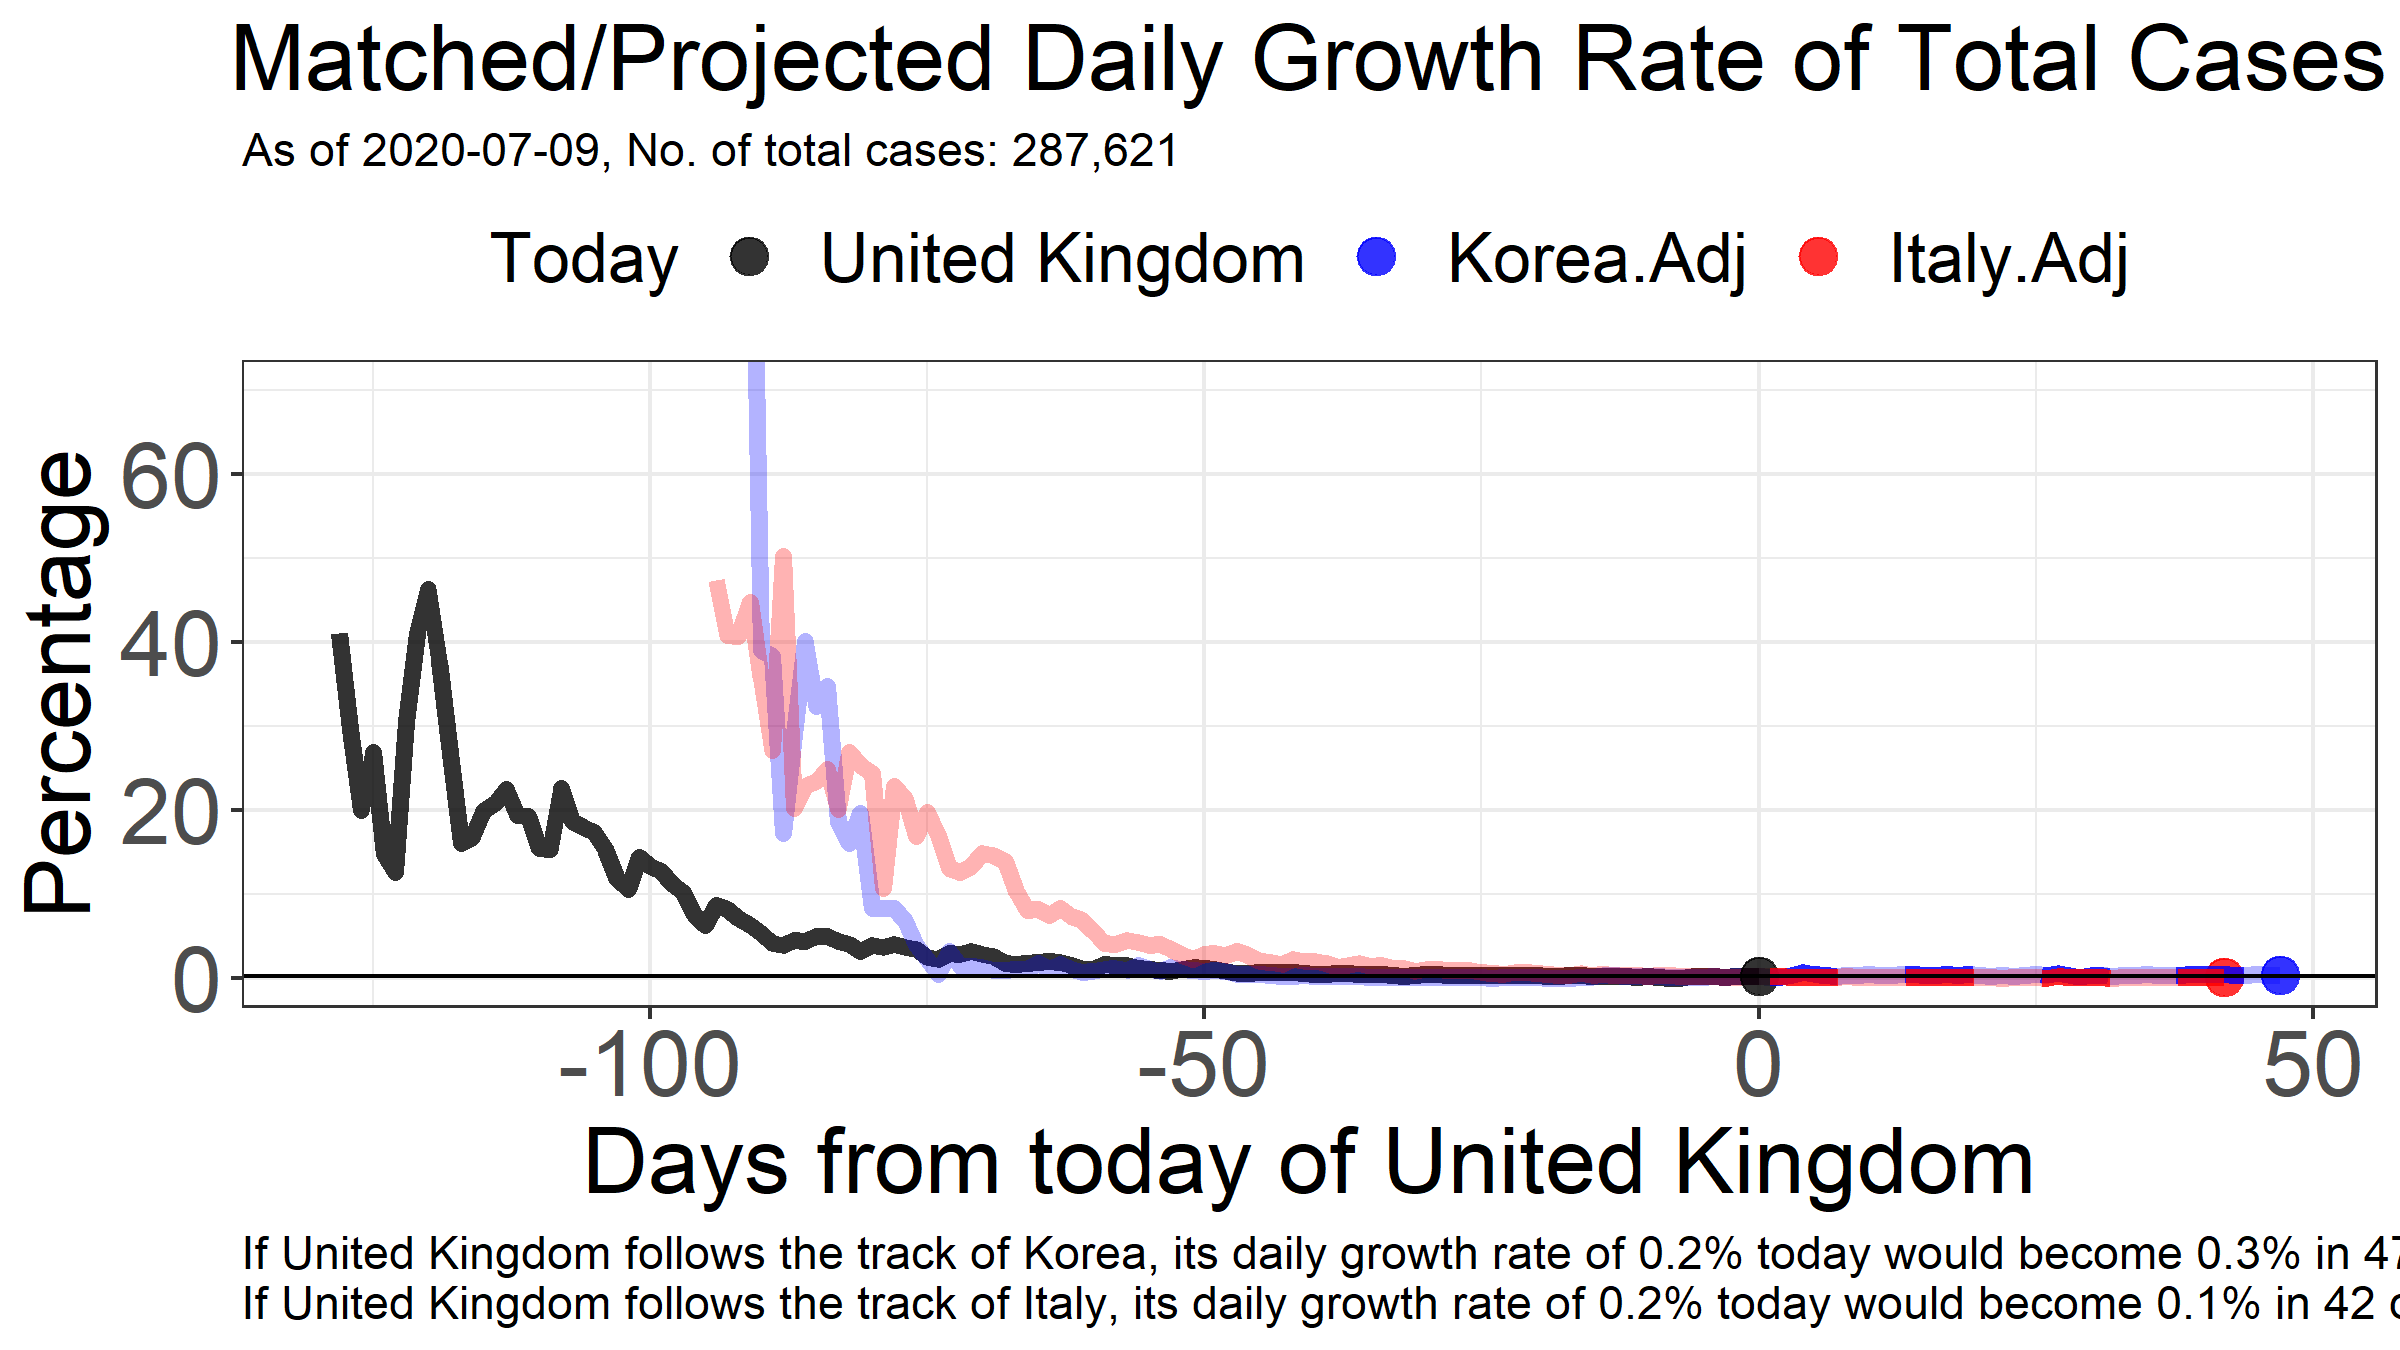 Matched/Projected Daily Growth Rate of Total Cases
As of 2020-07-09, No. of total cases: 287,621
Today United Kingdom Korea.Adj Italy.Adj
Percentage
60
40
20
0
-100 -50 0 50
Days from today of United Kingdom
If United Kingdom follows the track of Korea, its daily growth rate of 0.2% today would become 0.3% in 47
If United Kingdom follows the track of Italy, its daily growth rate of 0.2% today would become 0.1% in 42